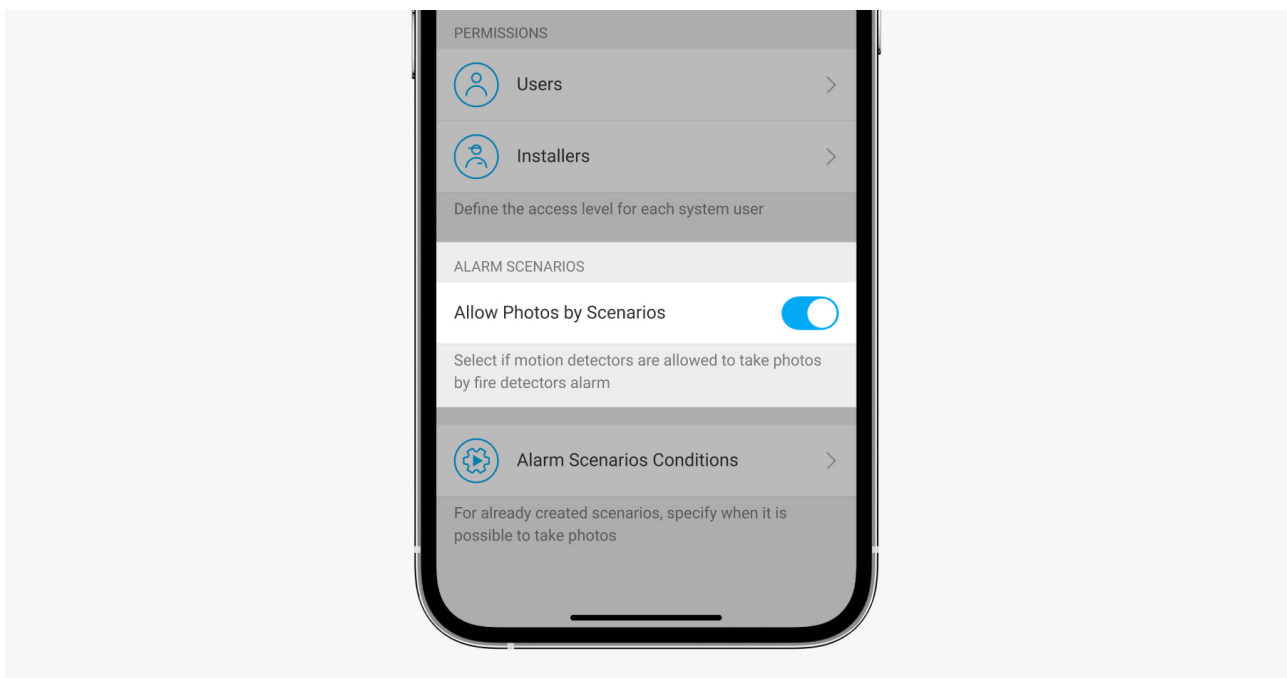 PERMISSIONS
Users
Installers
Define the access level for each system user
ALARM SCENARIOS
Allow Photos by Scenarios
Select if motion detectors are allowed to take photos
by fire detectors alarm
Alarm Scenarios Conditions
For already created scenarios, specify when it is
possible to take photos